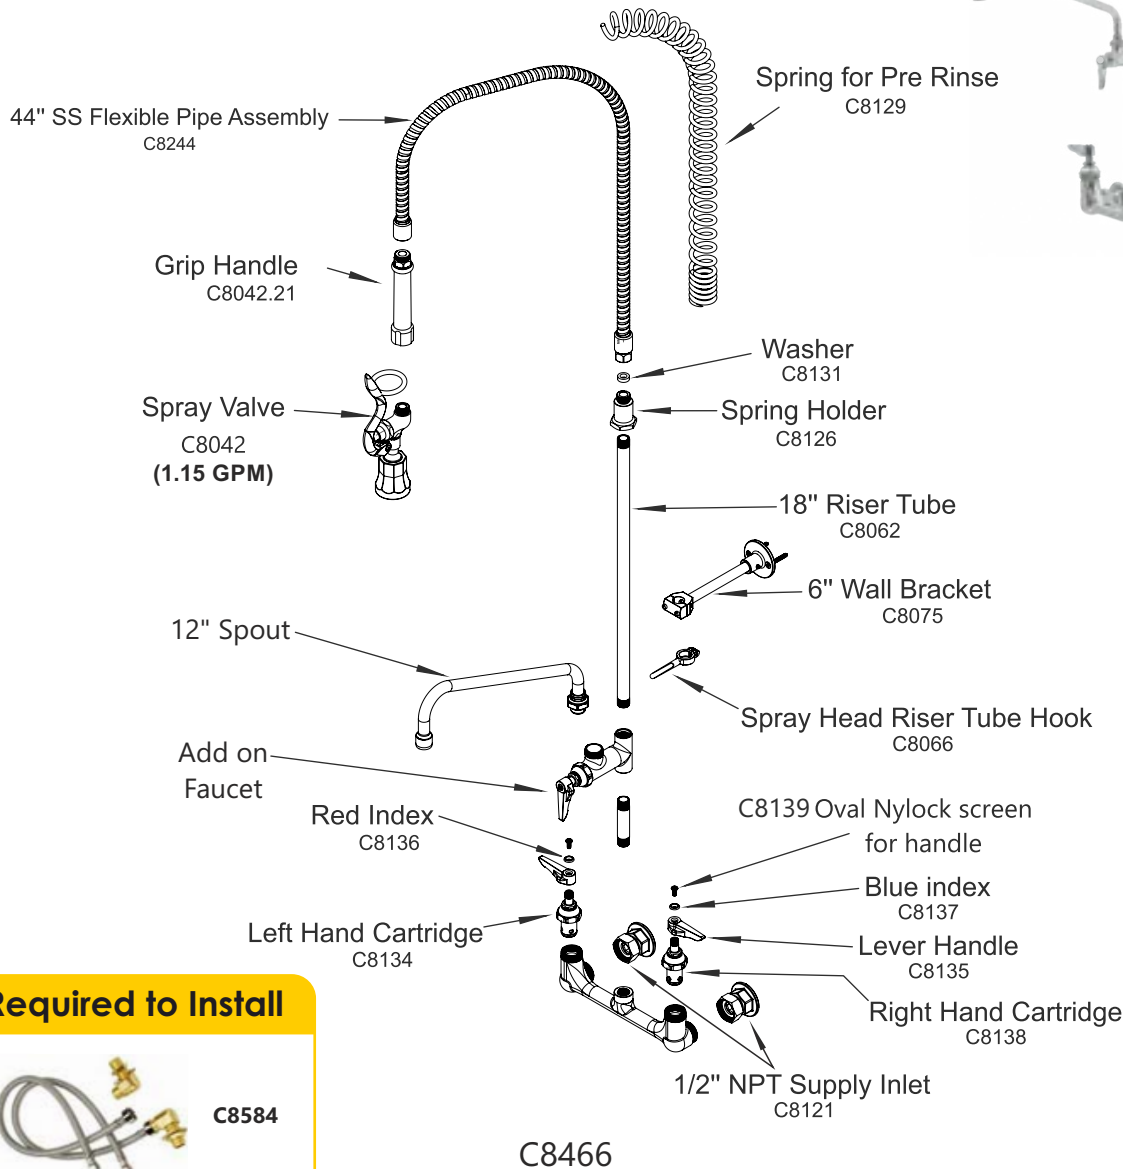 Spring for Pre Rinse
C8129
44" SS Flexible Pipe Assembly
C8244
Grip Handle
C8042.21
Washer
C8131
Spring Holder
C8126
Spray Valve
C8042
(1.15 GPM)
18" Riser Tube
C8062
6" Wall Bracket
C8075
12" Spout
Spray Head Riser Tube Hook
C8066
Add on
Faucet
Red Index
C8136
C8139 Oval Nylock screen
for handle
Blue index
C8137
Left Hand Cartridge
C8134
Lever Handle
C8135
Right Hand Cartridge
C8138
Required to Install
C8584
1/2" NPT Supply Inlet
C8121
C8466